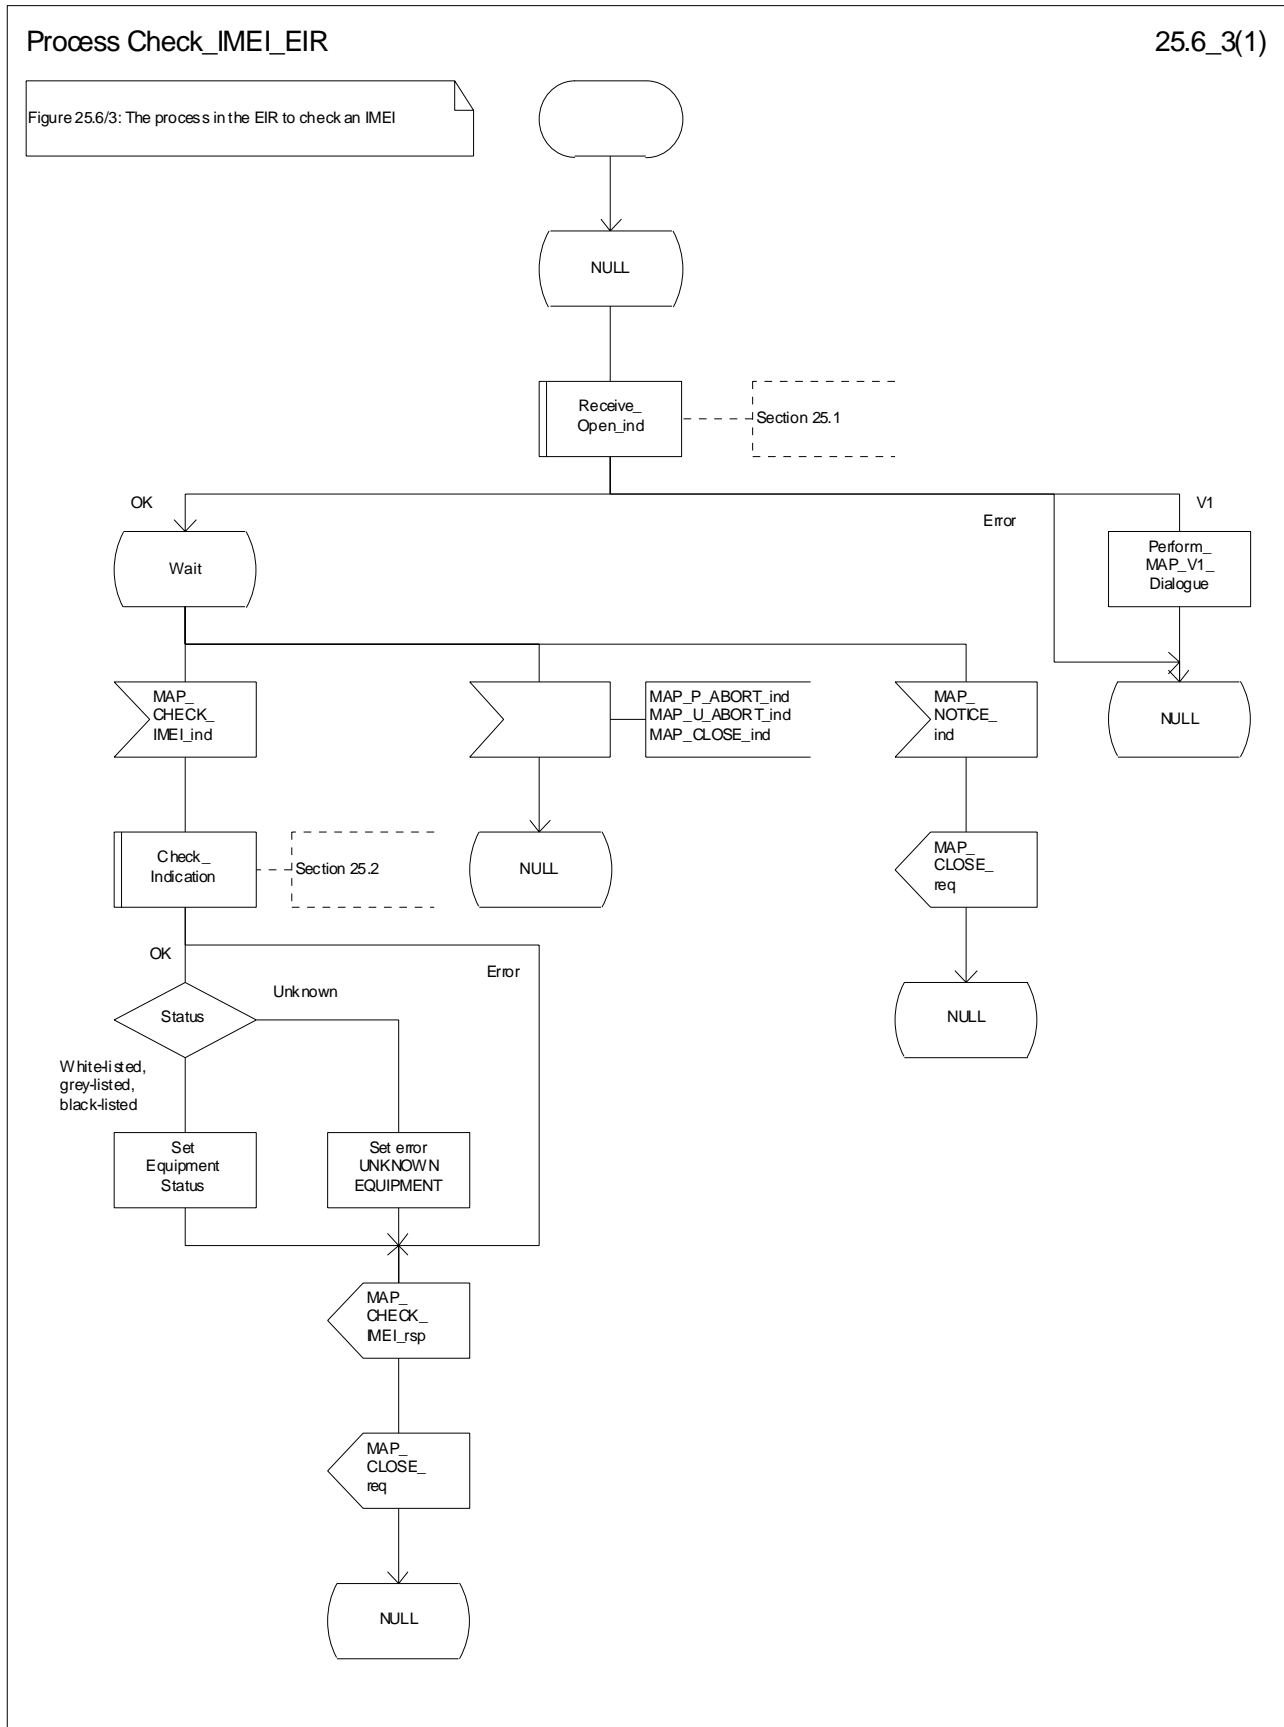 Process Check_IMEI_EIR
25.6_3(1)
Figure 25.6/3: The process in the EIR to check an IMEI
NULL
Receive_
Open_ind
Section 25.1
OK
Error
V1
Wait
Perform_
MAP_V1_
Dialogue
MAP_
CHECK_
IMEI_ind
MAP_P_ABORT_ind
MAP_U_ABORT_ind
MAP_CLOSE_ind
MAP_
NOTICE_
ind
NULL
Check_
Indication
Section 25.2
NULL
MAP_
CLOSE_
req
OK
Error
Unknown
Status
NULL
White-listed,
grey-listed,
black-listed
Set
Equipment
Status
Set error
UNKNOWN
EQUIPMENT
MAP_
CHECK_
IMEI_rsp
MAP_
CLOSE_
req
NULL